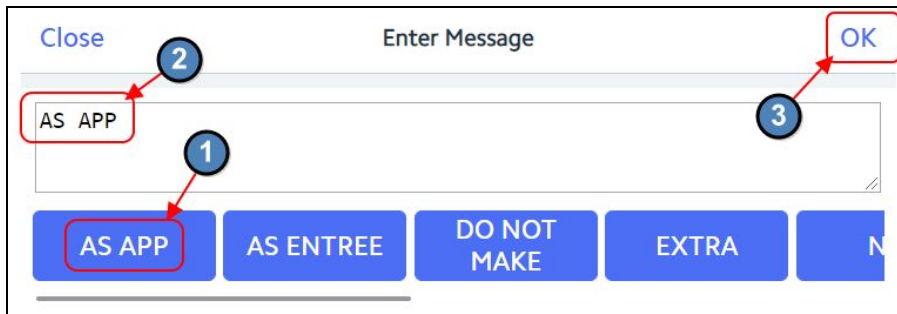 Close Enter Message OK
2
3
AS APP
1
AS APP AS ENTREE DO NOT MAKE EXTRA N